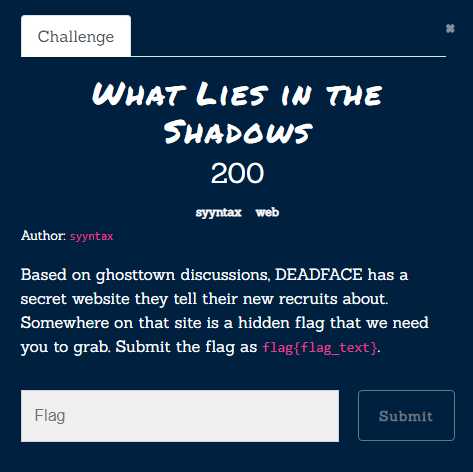 Challenge
What Lies in the
Shadows
200
syyntax web
Author: syyntax
Based on ghosttown discussions, DEADFACE has a
secret website they tell their new recruits about.
Somewhere on that site is a hidden flag that we need
you to grab. Submit the flag as flag{flag_text}.
Flag Submit